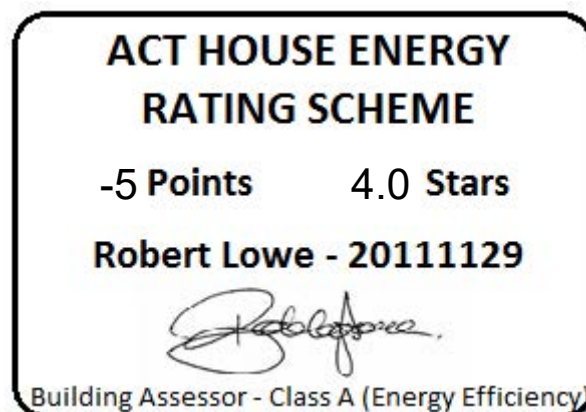 ACT HOUSE ENERGY
RATING SCHEME
-5 Points 4.0 Stars
Robert Lowe - 20111129
Building Assessor - Class A (Energy Efficiency)